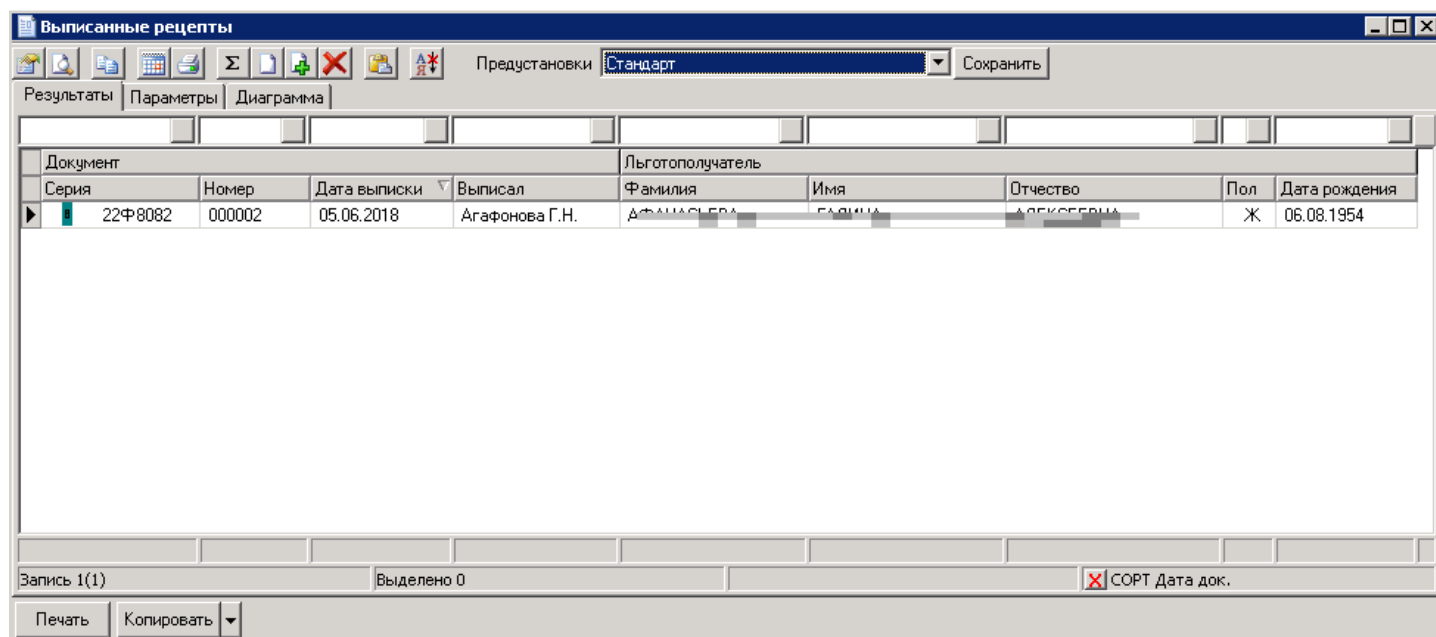 Выписанные рецепты
Σ Предустановки Стандарт Сохранить
Результаты Параметры Диаграмма
Документ Льготополучатель
Серия Номер Дата выписки Выписал Фамилия Имя Отчество Пол Дата рождения
22Ф8082 000002 05.06.2018 Агафонова Г.Н. Ж 06.08.1954
Запись 1(1) Выделено 0 СОРТ Дата док.
Печать Копировать